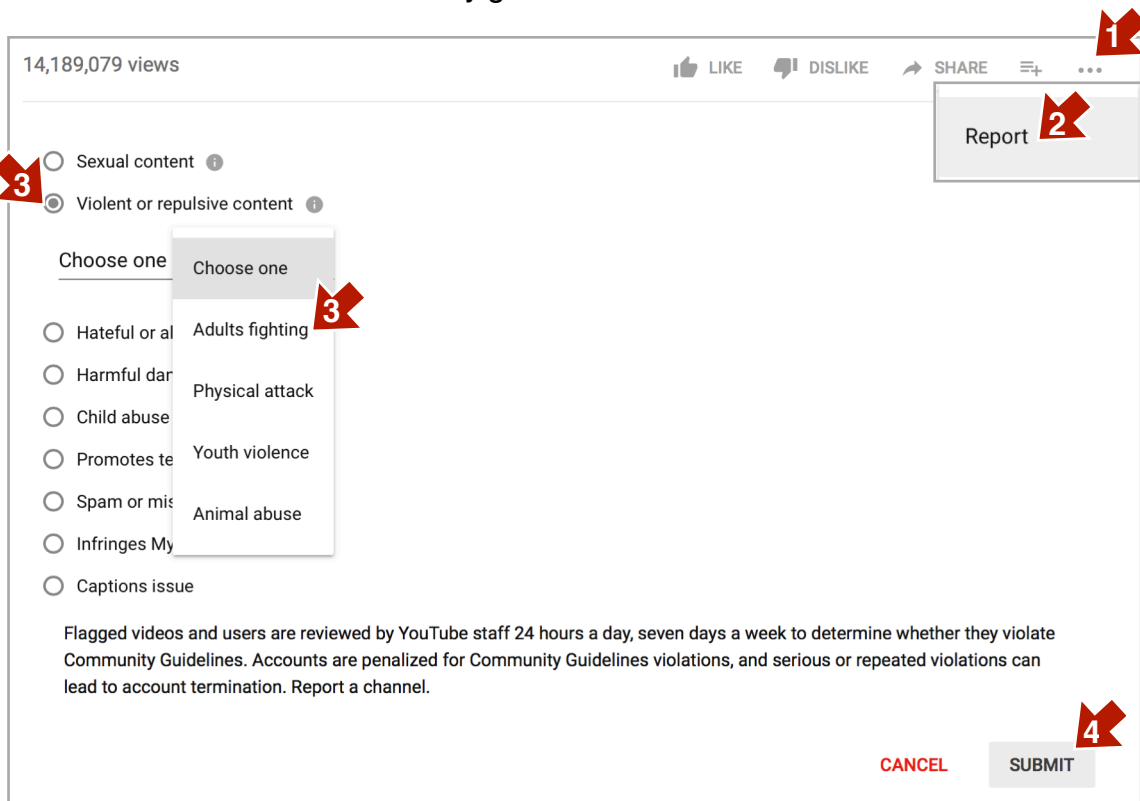 1
14,189,079 views LIKE DISLIKE SHARE ...
Report 2
Sexual content
3 Violent or repulsive content
Choose one
Choose one
Adults fighting 3
Physical attack
Youth violence
Animal abuse
Hateful or
Harmful
Child abuse
Promotes
Spam or
Infringes My
Captions issue
Flagged videos and users are reviewed by YouTube staff 24 hours a day, seven days a week to determine whether they violate
Community Guidelines. Accounts are penalized for Community Guidelines violations, and serious or repeated violations can
lead to account termination. Report a channel.
4
CANCEL SUBMIT